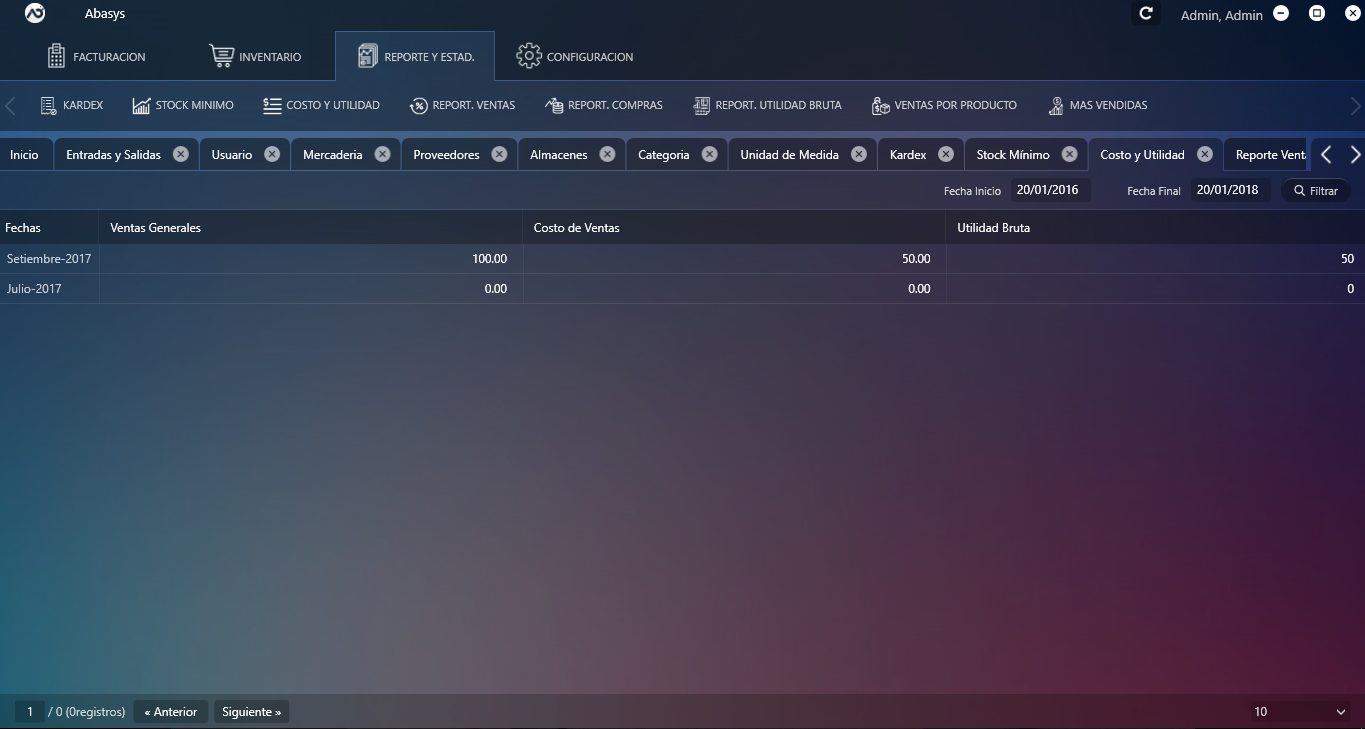 Abasys
Admin, Admin
FACTURACION INVENTARIO REPORTE Y ESTAD. CONFIGURACION
KARDEX STOCK MINIMO COSTO Y UTILIDAD REPORT. VENTAS REPORT. COMPRAS REPORT. UTILIDAD BRUTA VENTAS POR PRODUCTO MAS VENDIDAS
Inicio Entradas y Salidas Usuario Mercaderia Proveedores Almacenes Categoria Unidad de Medida Kardex Stock Mínimo Costo y Utilidad Reporte Vent
Fecha Inicio 20/01/2016 Fecha Final 20/01/2018 Filtrar
Fechas Ventas Generales Costo de Ventas Utilidad Bruta
Setiembre-2017 100.00 50.00 50
Julio-2017 0.00 0.00 0
1 / 0 (0registros) « Anterior Siguiente » 10